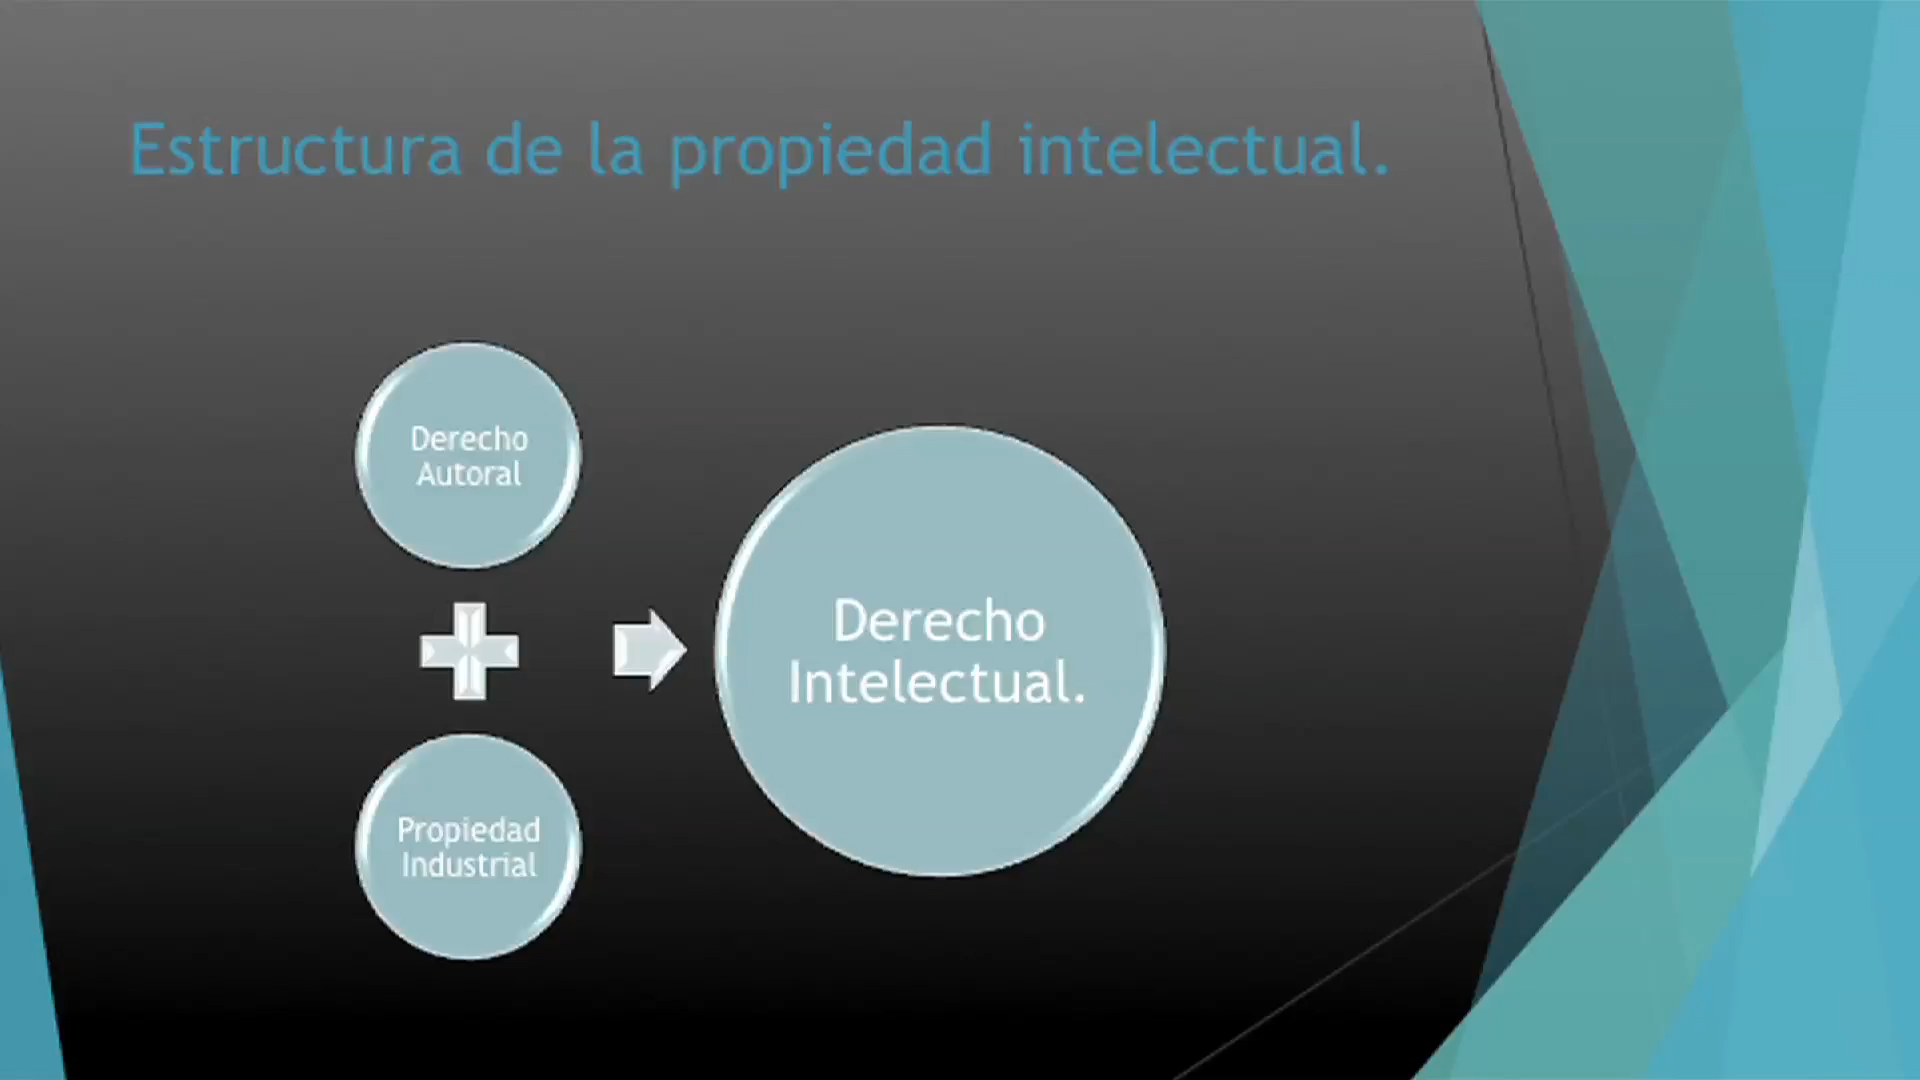 Estructura de la propiedad intelectual.
Derecho
Autoral
Propiedad
Industrial
Derecho
Intelectual.